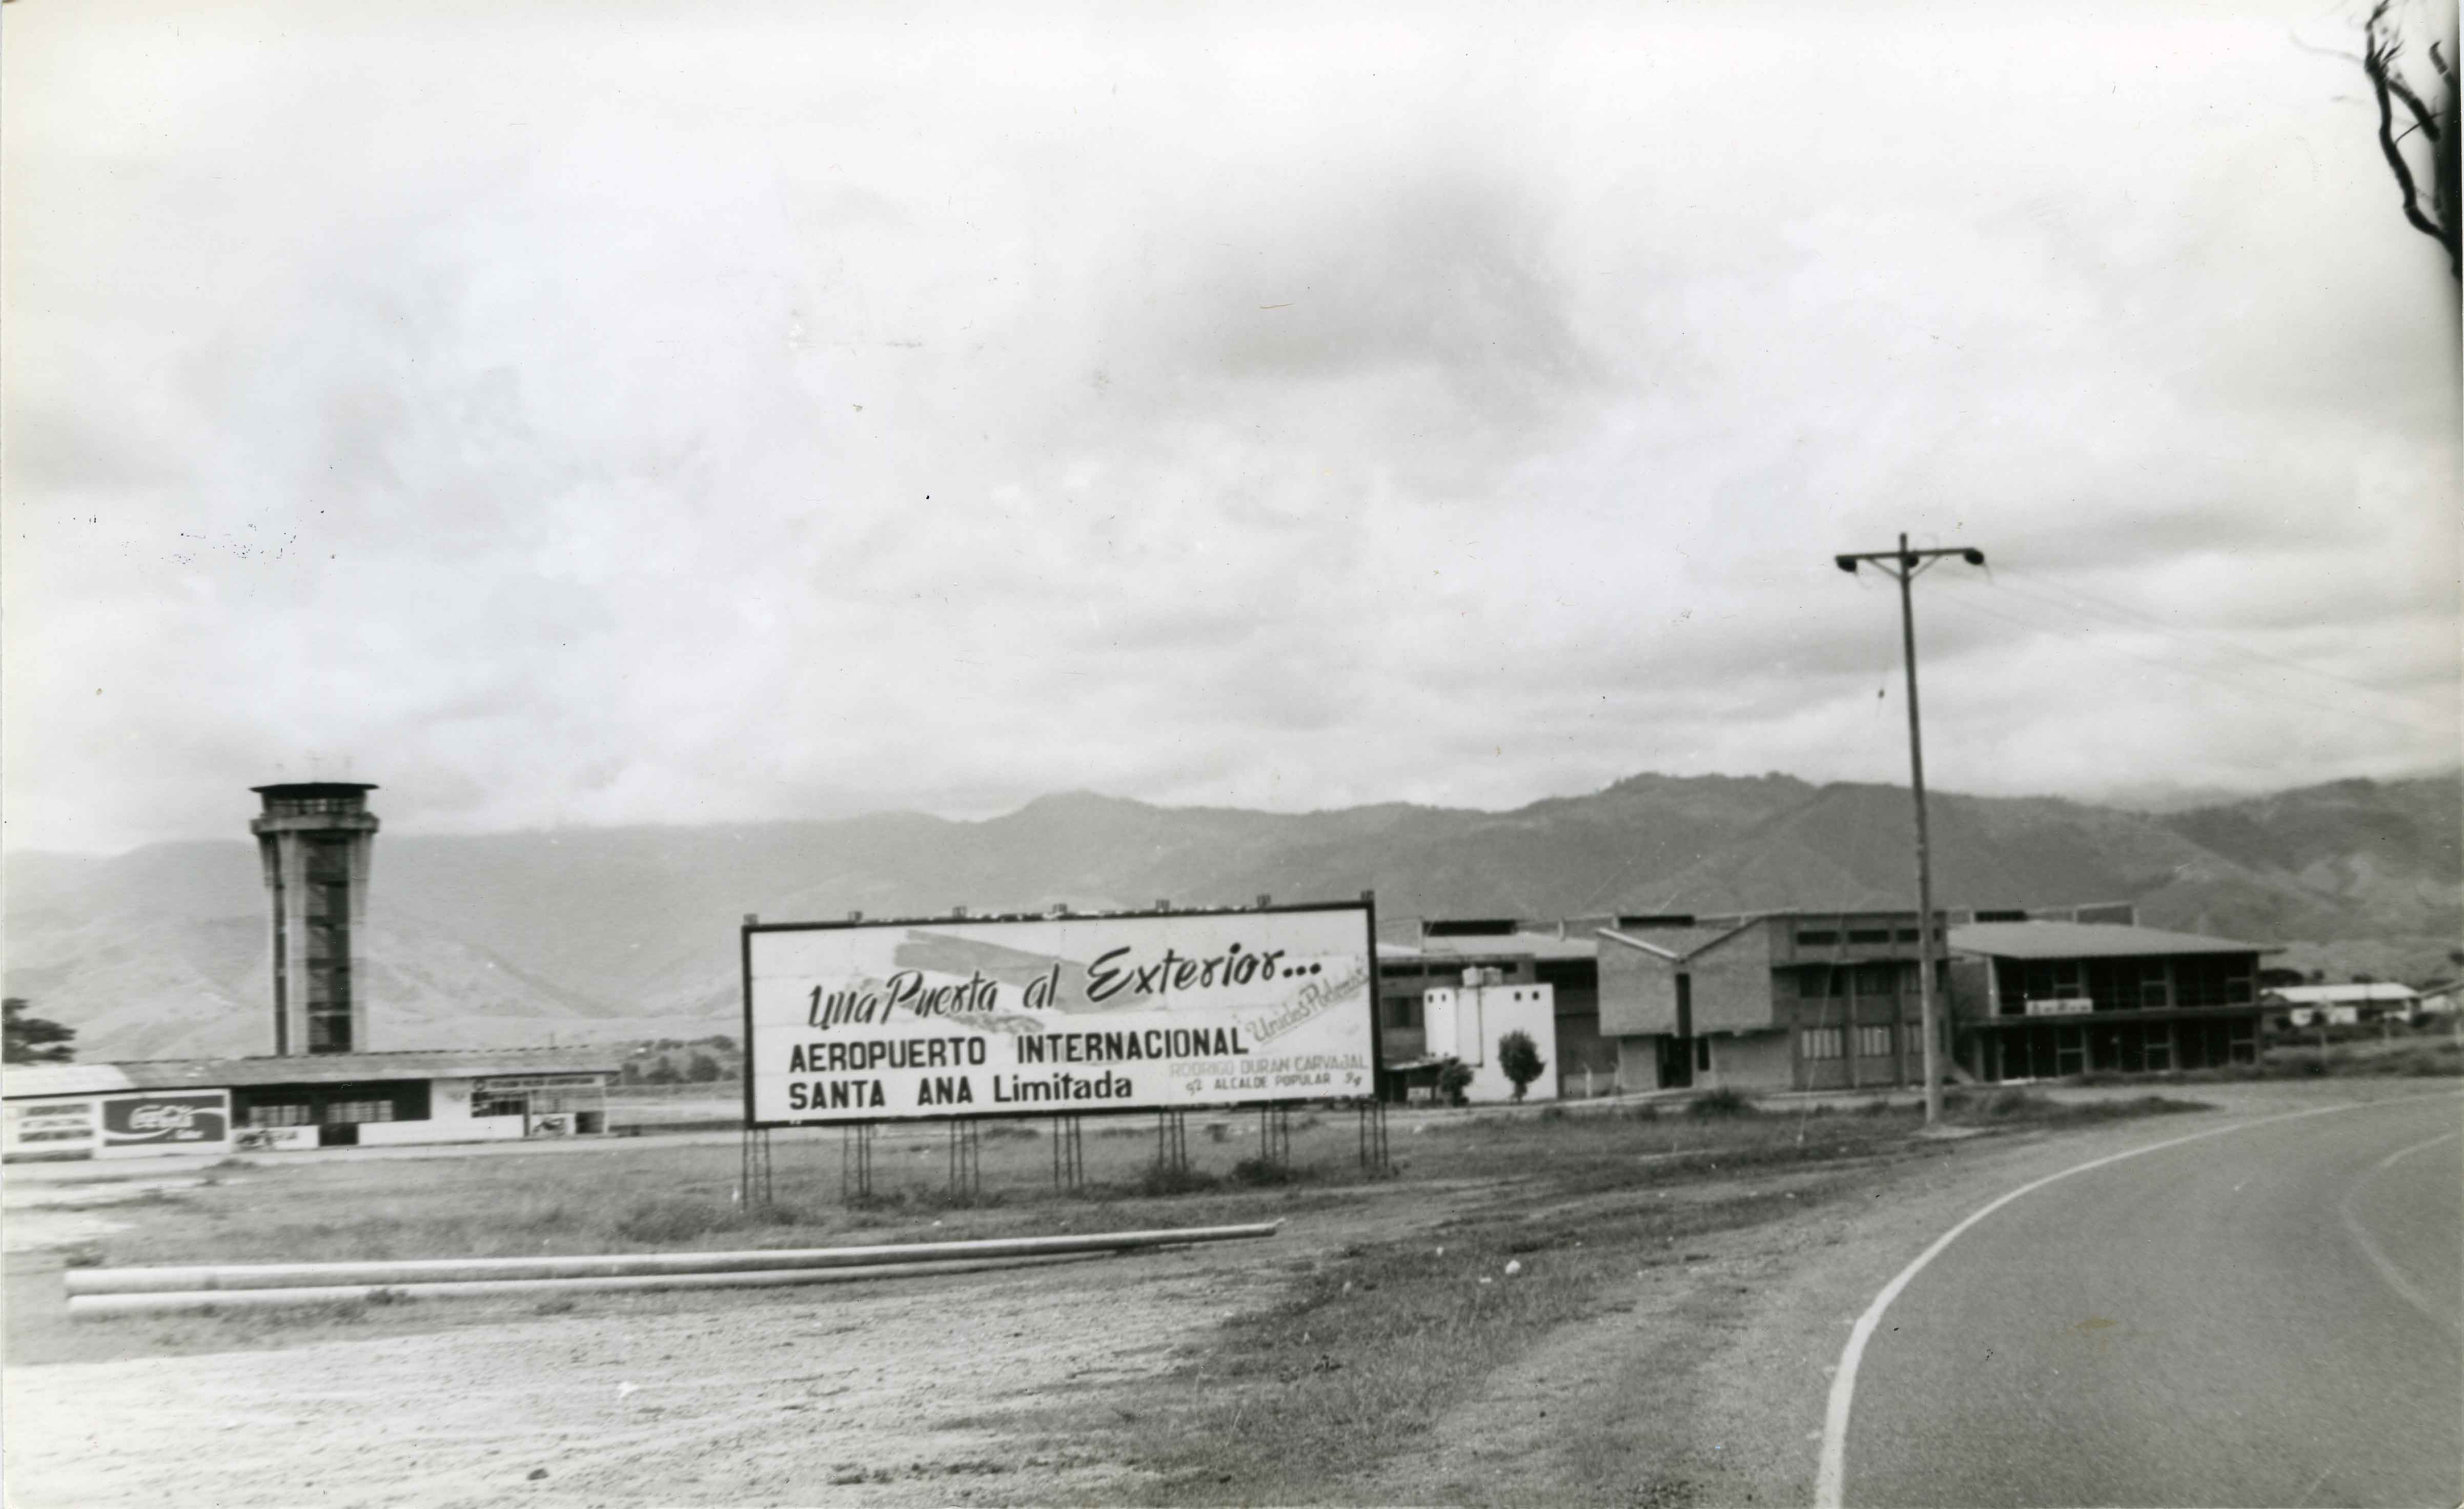 Una Puerta al Exterior...
Unidos Podemos
AEROPUERTO INTERNACIONAL
SANTA ANA Limitada
RODRIGO DURAN CARVAJAL
92 ALCALDE POPULAR 94
Coca-Cola